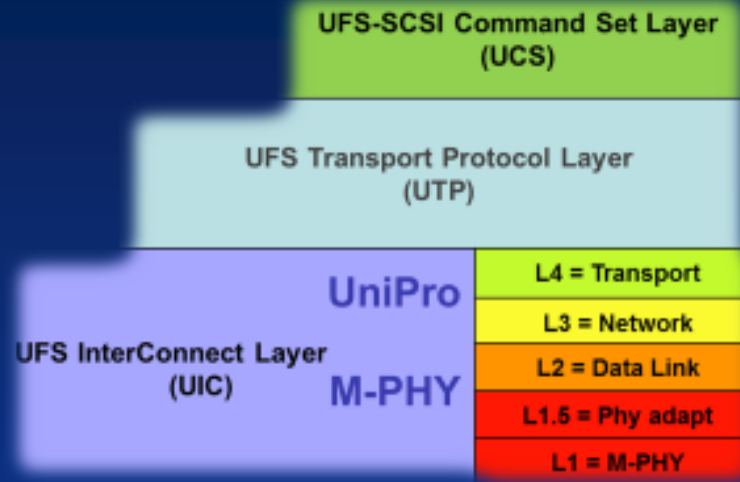 UFS-SCSI Command Set Layer
(UCS)
UFS Transport Protocol Layer
(UTP)
UFS InterConnect Layer
(UIC)
UniPro
M-PHY
L4 = Transport
L3 = Network
L2 = Data Link
L1.5 = Phy adapt
L1 = M-PHY